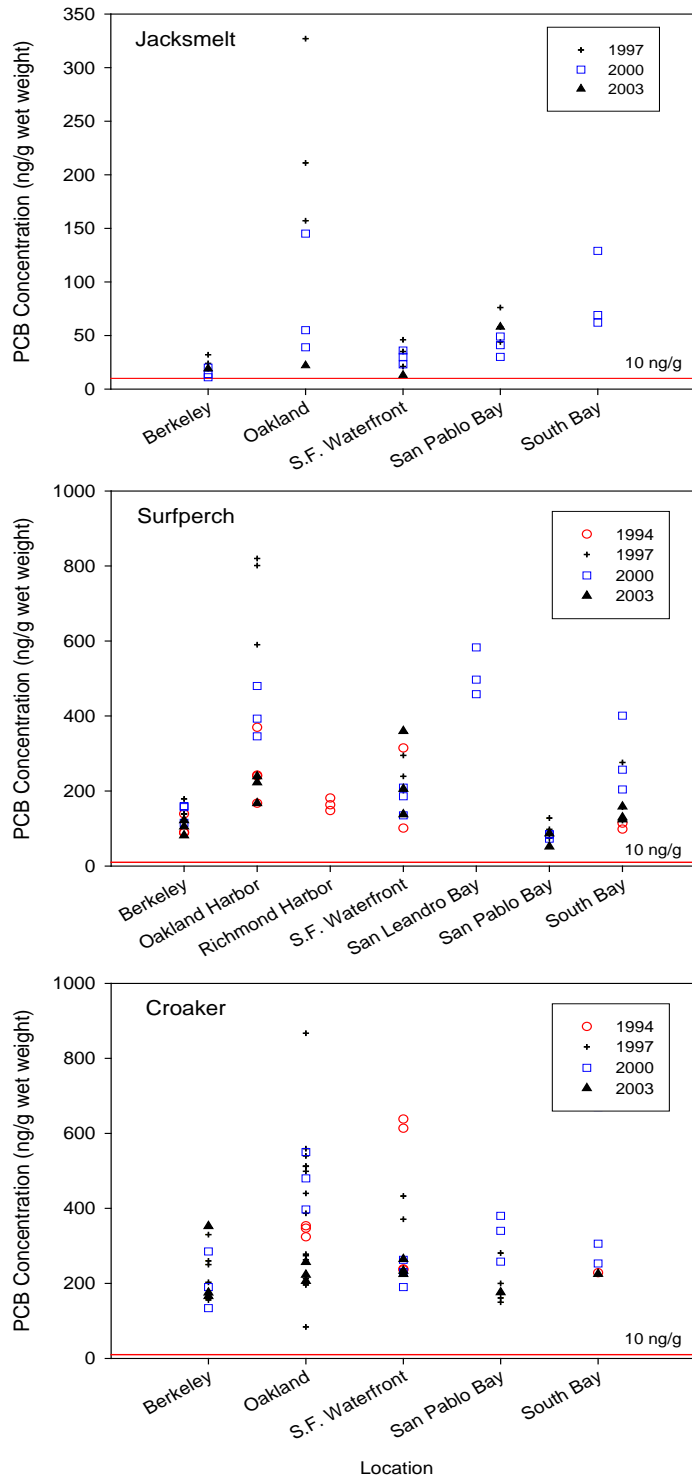 Jacksmelt
1997
2000
2003
PCB Concentration (ng/g wet weight)
350
300
250
200
150
100
50
0
10 ng/g
Berkeley
Oakland
S.F. Waterfront
San Pablo Bay
South Bay
Surfperch
1994
1997
2000
2003
PCB Concentration (ng/g wet weight)
1000
800
600
400
200
0
10 ng/g
Berkeley
Oakland Harbor
Richmond Harbor
S.F. Waterfront
San Leandro Bay
San Pablo Bay
South Bay
Croaker
1994
1997
2000
2003
PCB Concentration (ng/g wet weight)
1000
800
600
400
200
0
10 ng/g
Berkeley
Oakland
S.F. Waterfront
San Pablo Bay
South Bay
Location